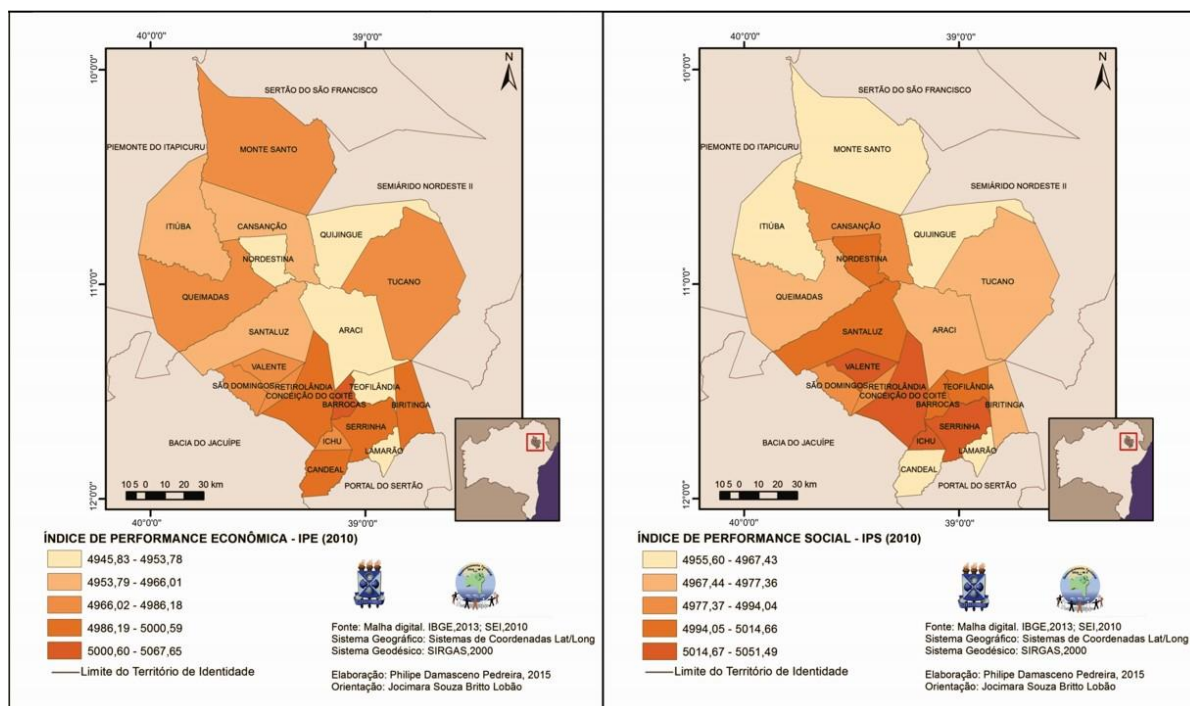 40°0'0"
39°0'0"
N
10°0'0"
SERTÃO DO SÃO FRANCISCO
PIEMONTE DO ITAPICURU
MONTE SANTO
SEMIÁRIDO NORDESTE II
ITIÚBA
CANSANÇÃO
QUIJINGUE
NORDESTINA
TUCANO
11°0'0"
QUEIMADAS
SANTALUZ
ARACI
VALENTE
SÃO DOMINGOS
RETIROLÂNDIA
TEOFILÂNDIA
CONCEIÇÃO DO COITÉ
BARROCAS
BIRITINGA
SERRINHA
BACIA DO JACUÍPE
ICHU
LAMARÃO
CANDEAL
PORTAL DO SERTÃO
10 5 0 10 20 30 km
12°0'0"
40°0'0"
39°0'0"
ÍNDICE DE PERFORMANCE ECONÔMICA - IPE (2010)
4945,83 - 4953,78
4953,79 - 4966,01
4966,02 - 4986,18
4986,19 - 5000,59
5000,60 - 5067,65
Limite do Território de Identidade
Fonte: Malha digital. IBGE,2013; SEI,2010
Sistema Geográfico: Sistemas de Coordenadas Lat/Long
Sistema Geodésico: SIRGAS,2000
Elaboração: Philipe Damasceno Pedreira, 2015
Orientação: Jocimara Souza Britto Lobão
40°0'0"
39°0'0"
N
10°0'0"
SERTÃO DO SÃO FRANCISCO
PIEMONTE DO ITAPICURU
MONTE SANTO
SEMIÁRIDO NORDESTE II
ITIÚBA
CANSANÇÃO
QUIJINGUE
NORDESTINA
TUCANO
11°0'0"
QUEIMADAS
SANTALUZ
ARACI
VALENTE
SÃO DOMINGOS
RETIROLÂNDIA
TEOFILÂNDIA
CONCEIÇÃO DO COITÉ
BARROCAS
BIRITINGA
SERRINHA
BACIA DO JACUÍPE
ICHU
LAMARÃO
CANDEAL
PORTAL DO SERTÃO
10 5 0 10 20 30 km
12°0'0"
40°0'0"
39°0'0"
ÍNDICE DE PERFORMANCE SOCIAL - IPS (2010)
4955,60 - 4967,43
4967,44 - 4977,36
4977,37 - 4994,04
4994,05 - 5014,66
5014,67 - 5051,49
Limite do Território de Identidade
Fonte: Malha digital. IBGE,2013; SEI,2010
Sistema Geográfico: Sistemas de Coordenadas Lat/Long
Sistema Geodésico: SIRGAS,2000
Elaboração: Philipe Damasceno Pedreira, 2015
Orientação: Jocimara Souza Britto Lobão